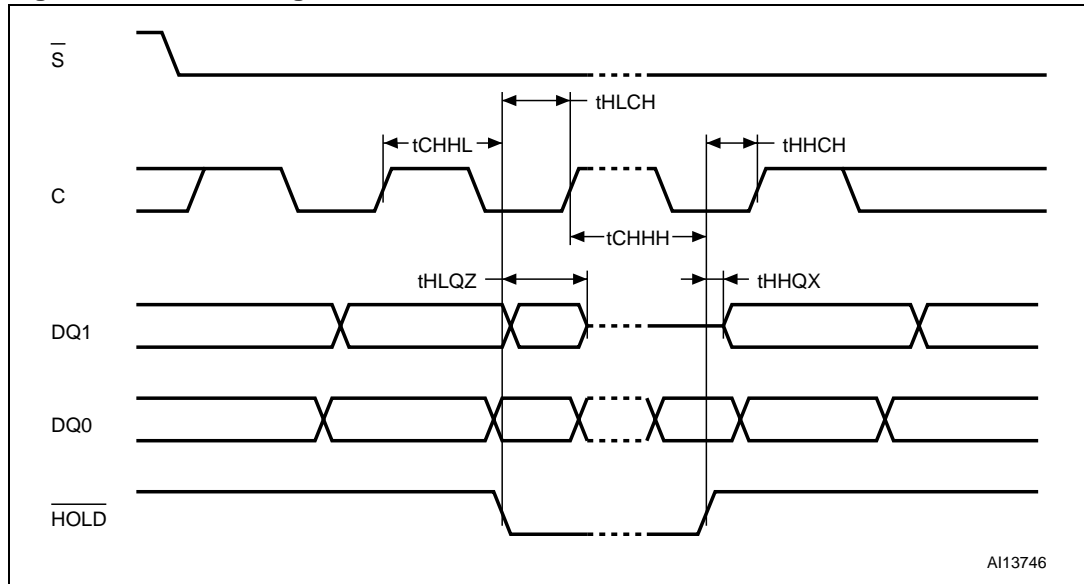 S
tHLCH
tCHHL
tHHCH
C
tCHHH
tHLQZ
tHHQX
DQ1
DQ0
HOLD
AI13746